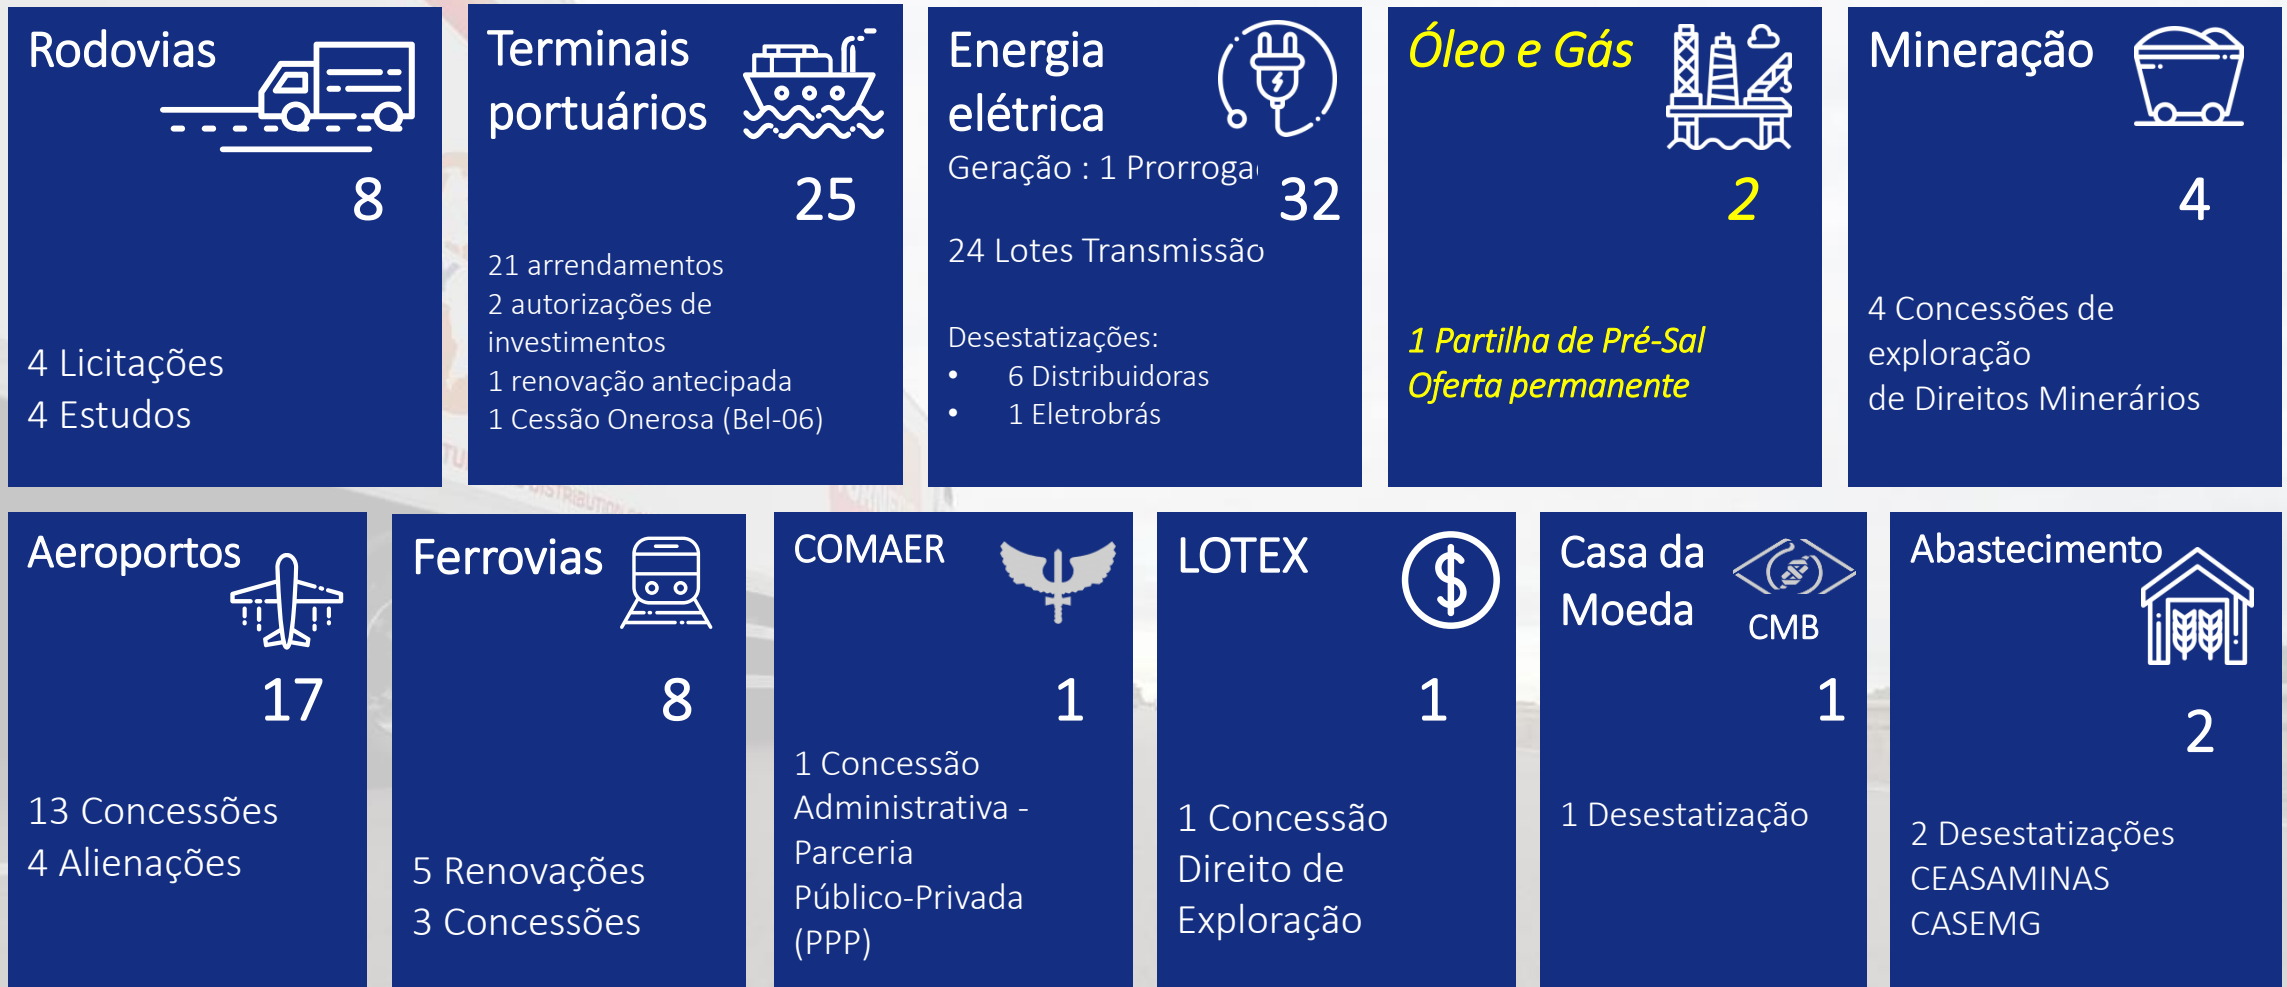 Rodovias
8
4 Licitações
4 Estudos
Terminais
portuários
25
21 arrendamentos
2 autorizações de
investimentos
1 renovação antecipada
1 Cessão Onerosa (Bel-06)
Energia
elétrica
Geração : 1 Prorroga
32
24 Lotes Transmissão
Desestatizações:
• 6 Distribuidoras
• 1 Eletrobrás
Óleo e Gás
2
1 Partilha de Pré-Sal
Oferta permanente
Mineração
4
4 Concessões de
exploração
de Direitos Minerários
Aeroportos
17
13 Concessões
4 Alienações
Ferrovias
8
5 Renovações
3 Concessões
COMAER
1
1 Concessão
Administrativa -
Parceria
Público-Privada
(PPP)
LOTEX
$
1
1 Concessão
Direito de
Exploração
Casa da
Moeda
CMB
1
1 Desestatização
Abastecimento
2
2 Desestatizações
CEASAMINAS
CASEMG